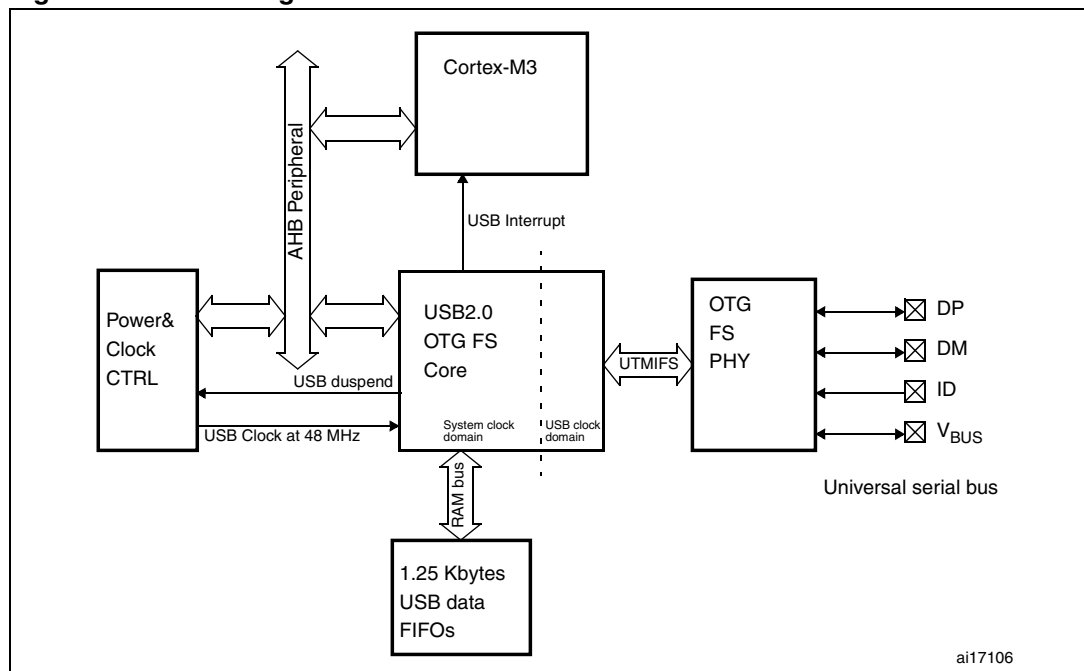 Cortex-M3
AHB Peripheral
USB Interrupt
Power&
Clock
CTRL
USB2.0
OTG FS
Core
System clock
domain
USB clock
domain
USB duspend
USB Clock at 48 MHz
UTMIFS
OTG
FS
PHY
DP
DM
ID
VBUS
Universal serial bus
RAM bus
1.25 Kbytes
USB data
FIFOs
ai17106